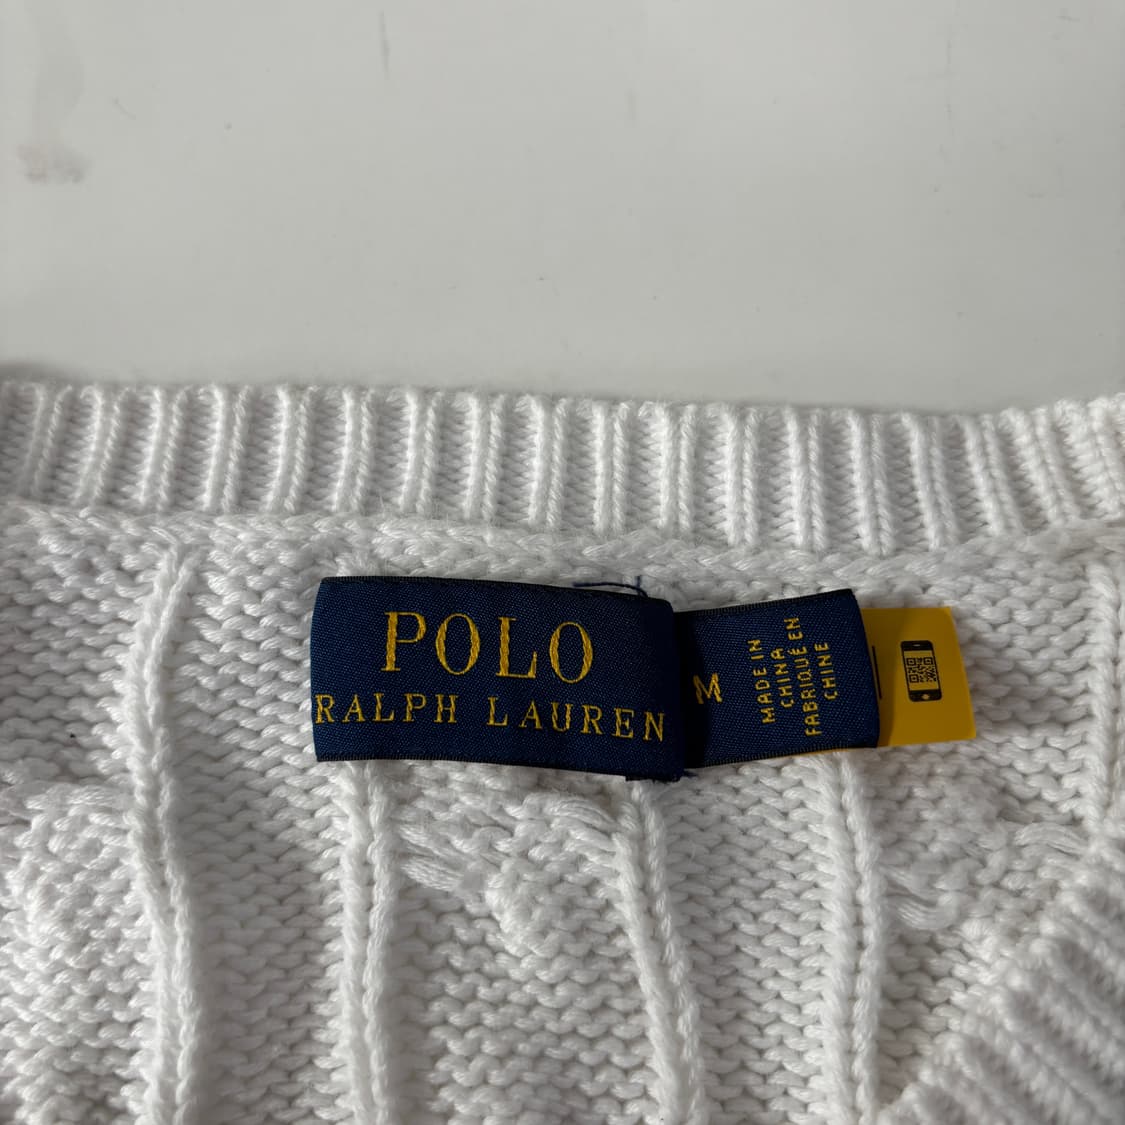 POLO
RALPH LAUREN
M
MADE IN
CHINA
FABRIQUÉ EN
CHINE